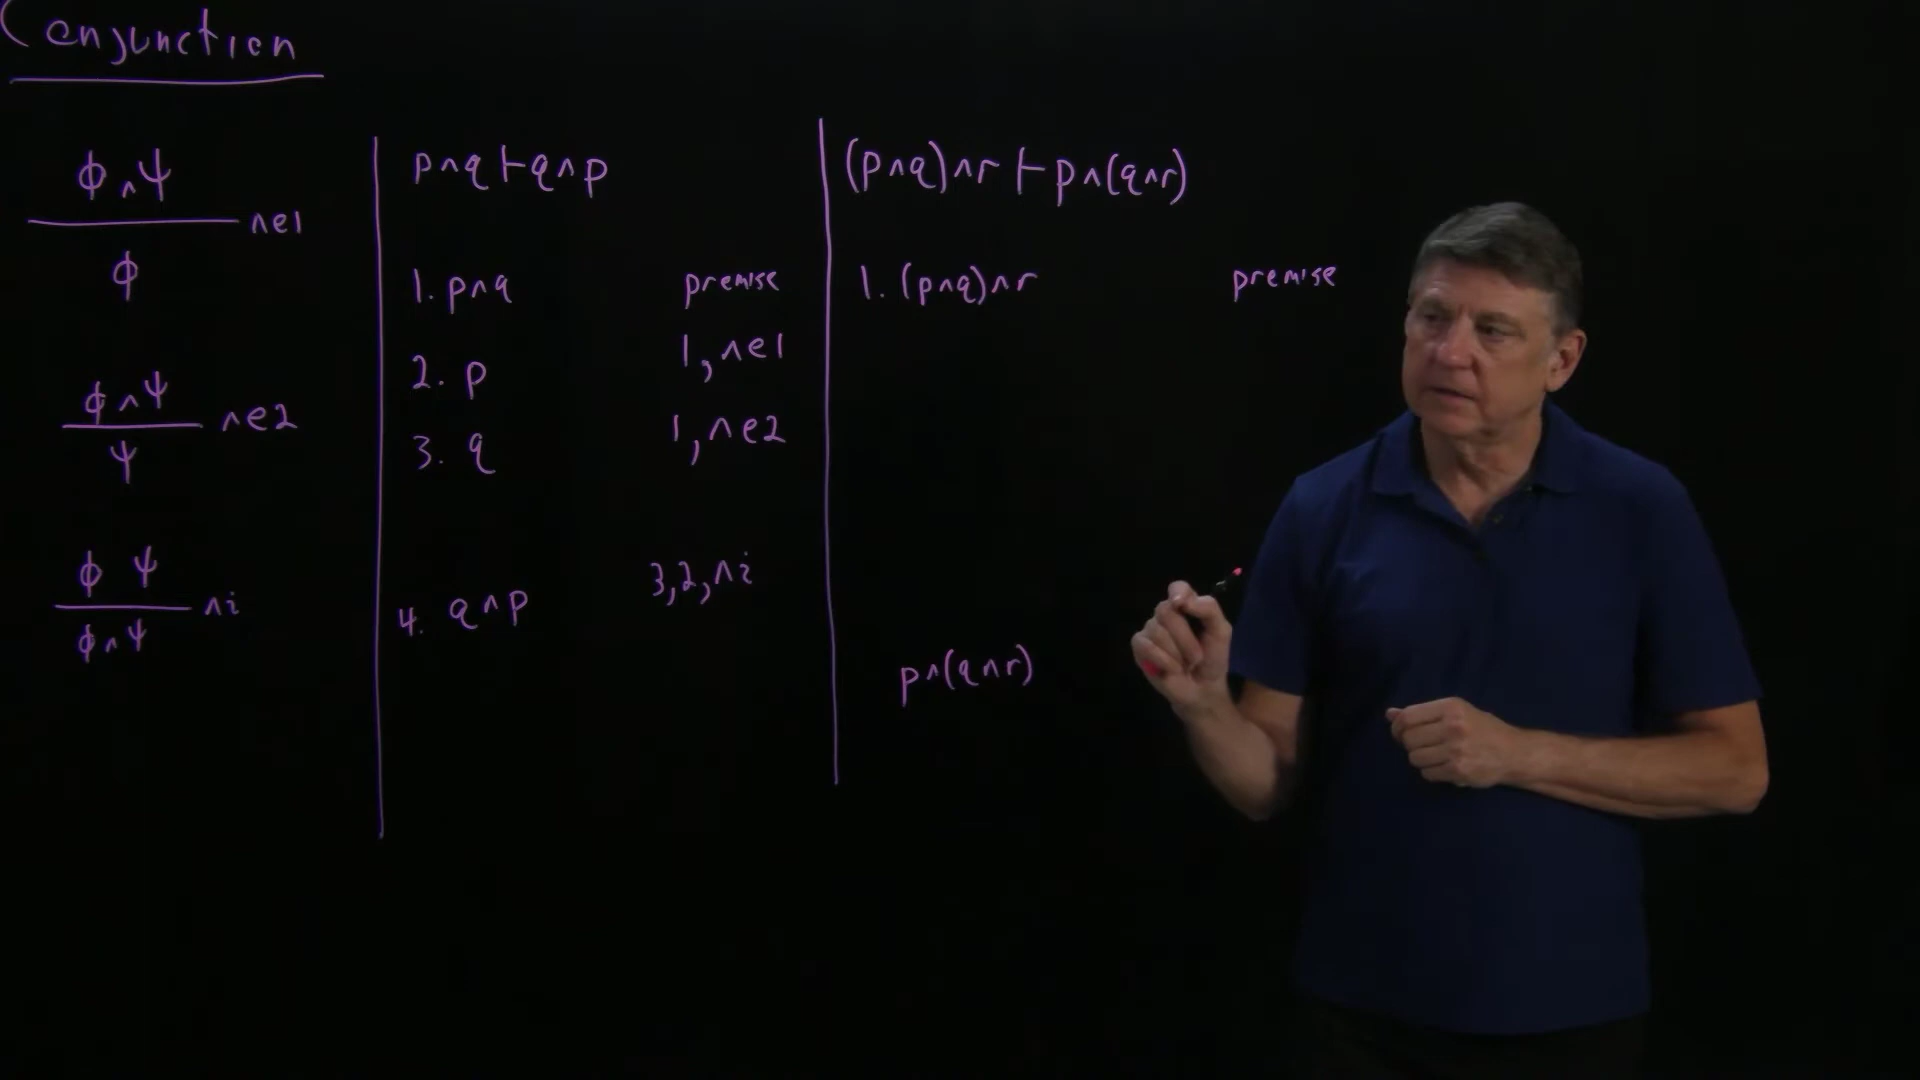 Conjunction
ϕ∧ψ
∧e1
ϕ
ϕ∧ψ
∧e2
ψ
ϕ ψ
∧i
ϕ∧ψ
p∧q ⊢ q∧p
1. p∧q premise
2. p 1,∧e1
3. q 1,∧e2
4. q∧p 3,2,∧i
(p∧q)∧r ⊢ p∧(q∧r)
1. (p∧q)∧r premise
p∧(q∧r)